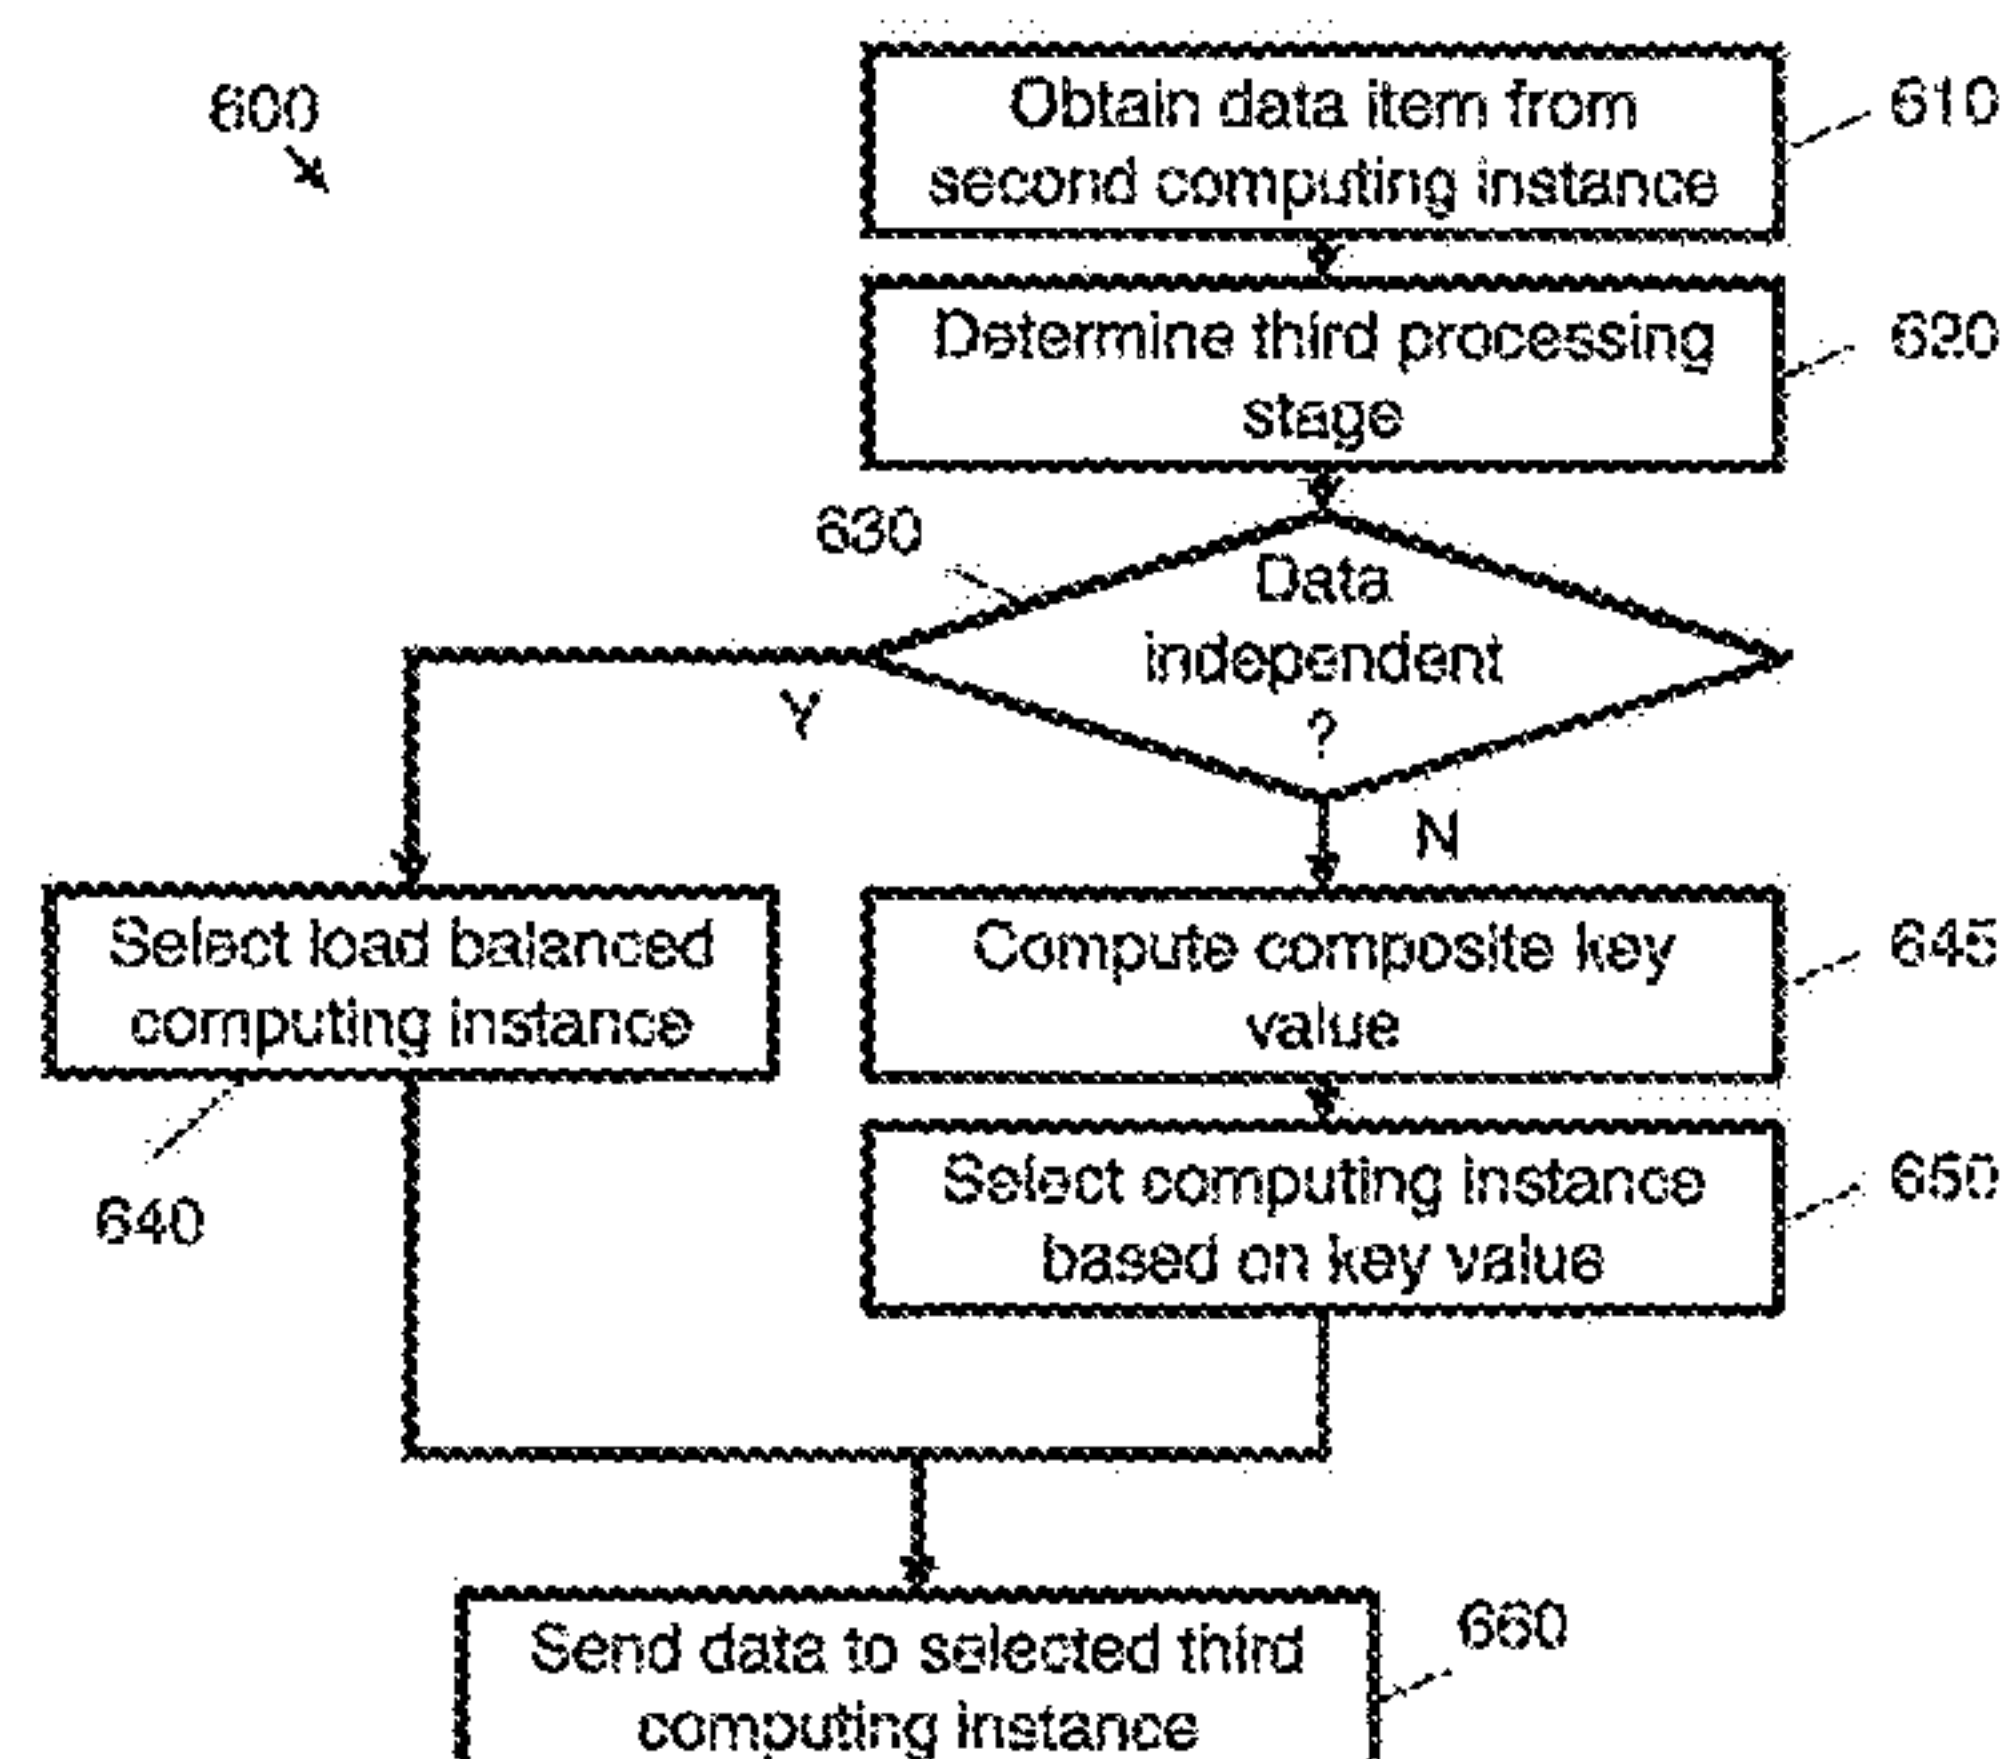 600
Obtain data item from
second computing instance
610
Determine third processing
stage
620
630
Data
independent
?
Y
N
Select load balanced
computing instance
640
Compute composite key
value
645
Select computing instance
based on key value
650
Send data to selected third
computing instance
660